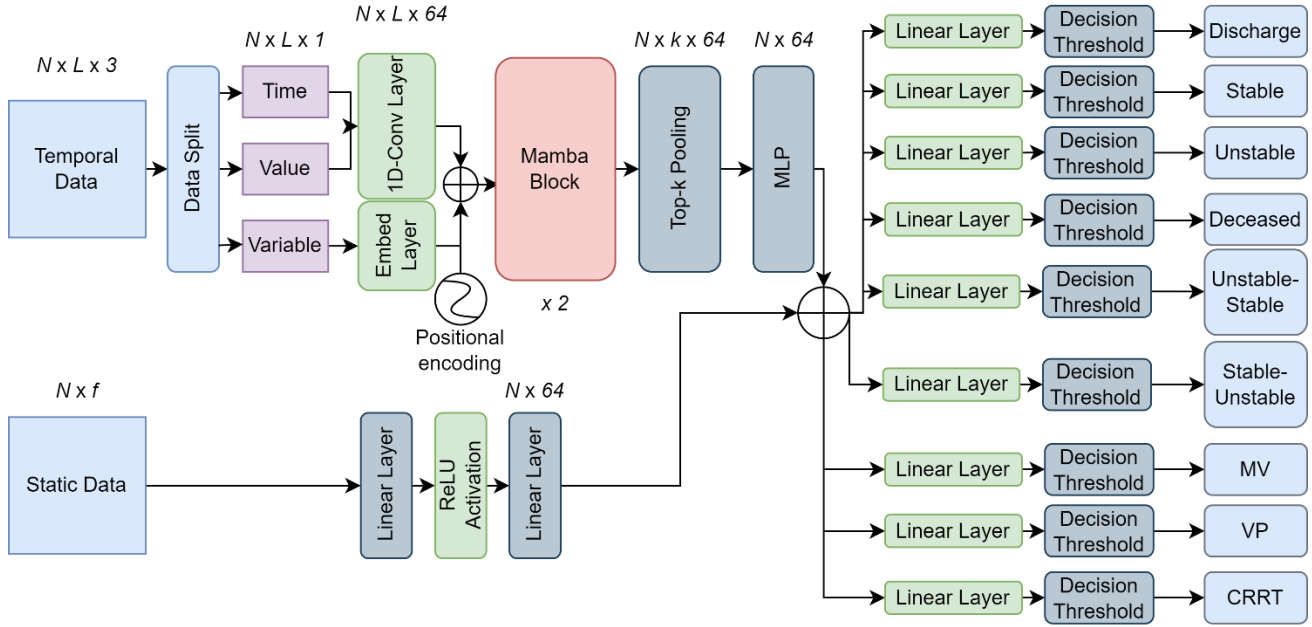 N x L x 3
Temporal
Data
Data Split
N x L x 1
Time
Value
Variable
N x L x 64
1D-Conv Layer
Embed
Layer
Positional
encoding
Mamba
Block
x 2
N x k x 64
Top-k Pooling
N x 64
MLP
N x f
Static Data
Linear Layer
ReLU
Activation
N x 64
Linear Layer
Linear Layer
Decision
Threshold
Discharge
Linear Layer
Decision
Threshold
Stable
Linear Layer
Decision
Threshold
Unstable
Linear Layer
Decision
Threshold
Deceased
Linear Layer
Decision
Threshold
Unstable-
Stable
Linear Layer
Decision
Threshold
Stable-
Unstable
Linear Layer
Decision
Threshold
MV
Linear Layer
Decision
Threshold
VP
Linear Layer
Decision
Threshold
CRRT